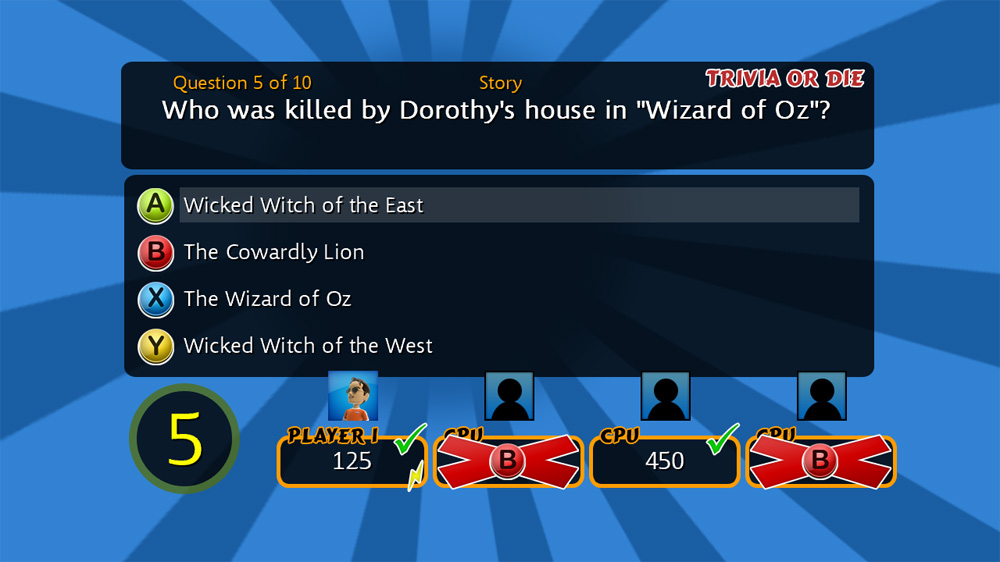 Question 5 of 10 Story TRIVIA OR DIE
Who was killed by Dorothy's house in "Wizard of Oz"?
A Wicked Witch of the East
B The Cowardly Lion
X The Wizard of Oz
Y Wicked Witch of the West
5
PLAYER 1 CPU CPU CPU
125 B 450 B